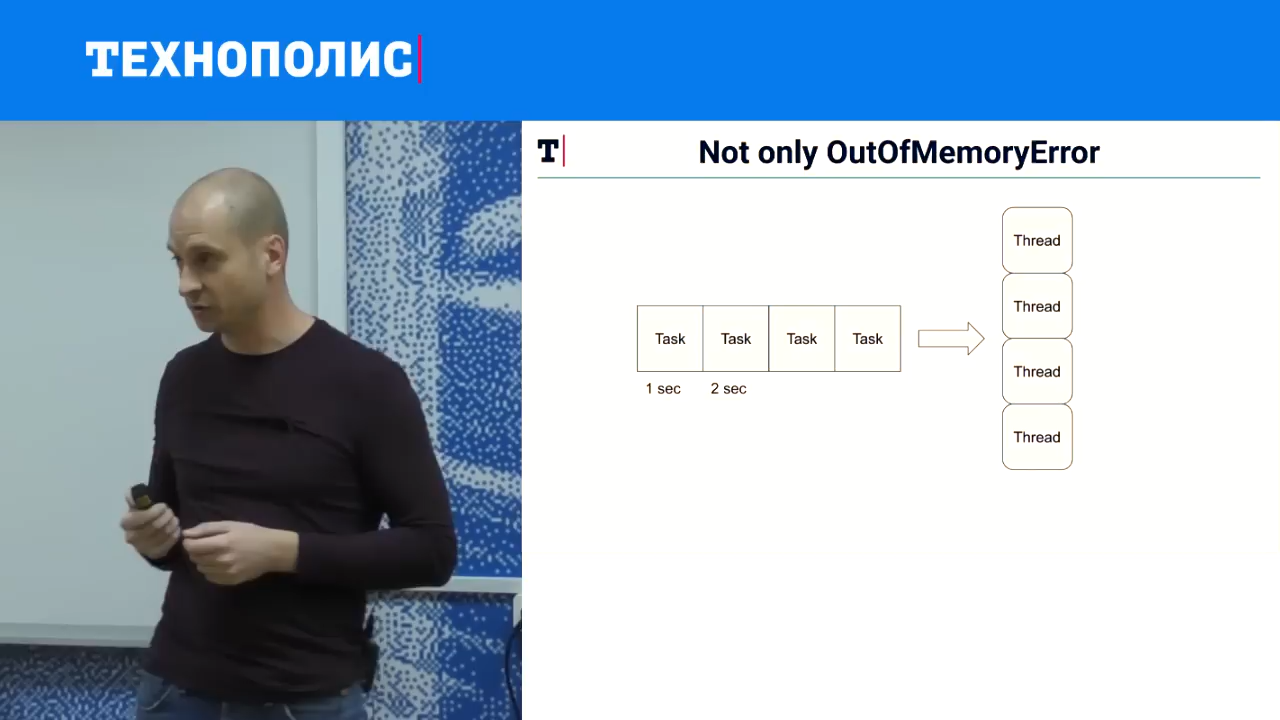 ТЕХНОПОЛИС
T
Not only OutOfMemoryError
Task Task Task Task
1 sec 2 sec
Thread
Thread
Thread
Thread